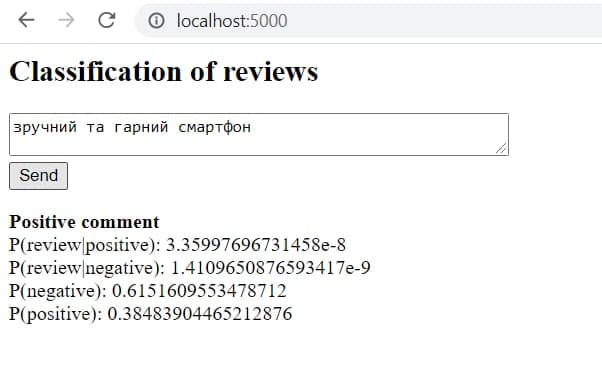 localhost:5000
Classification of reviews
зручний та гарний смартфон
Send
Positive comment
P(review|positive): 3.35997696731458e-8
P(review|negative): 1.4109650876593417e-9
P(negative): 0.6151609553478712
P(positive): 0.38483904465212876